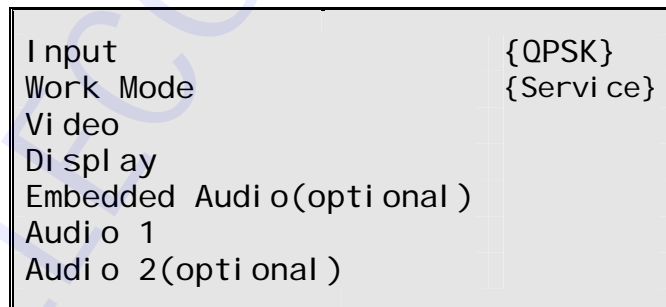 Input {QPSK}
Work Mode {Service}
Video
Display
Embedded Audio(optional)
Audio 1
Audio 2(optional)